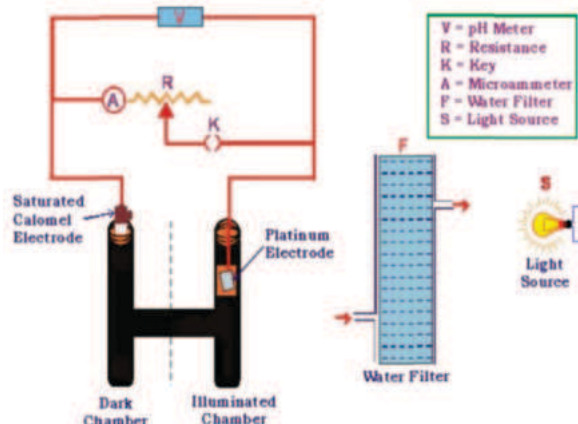 V
V = pH Meter
R = Resistance
K = Key
A = Microammeter
F = Water Filter
S = Light Source
R
A
K
F
S
Saturated
Calomel
Electrode
Platinum
Electrode
Light
Source
Water Filter
Dark
Chamber
Illuminated
Chamber